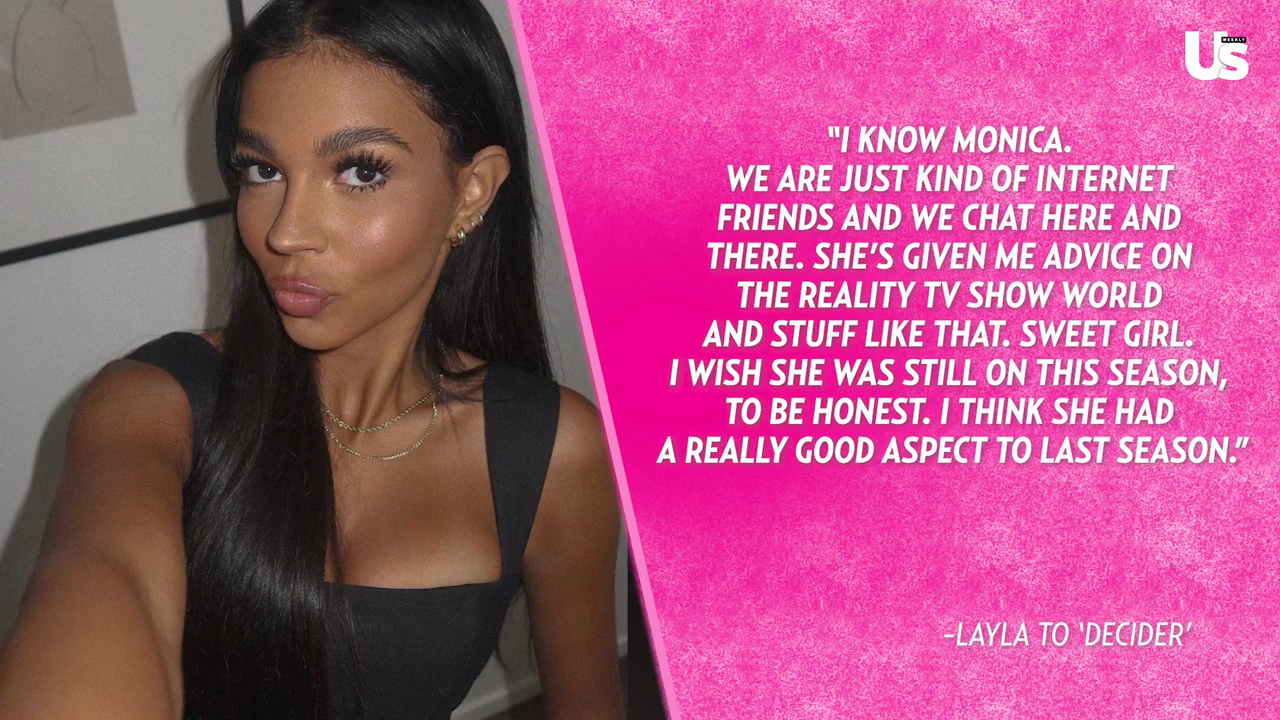 Us
WEEKLY
"I KNOW MONICA.
WE ARE JUST KIND OF INTERNET
FRIENDS AND WE CHAT HERE AND
THERE. SHE'S GIVEN ME ADVICE ON
THE REALITY TV SHOW WORLD
AND STUFF LIKE THAT. SWEET GIRL.
I WISH SHE WAS STILL ON THIS SEASON,
TO BE HONEST. I THINK SHE HAD
A REALLY GOOD ASPECT TO LAST SEASON."
-LAYLA TO 'DECIDER'